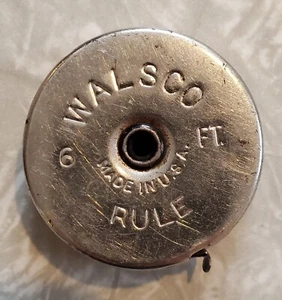 WALSCO
6 FT.
MADE IN U.S.A.
RULE